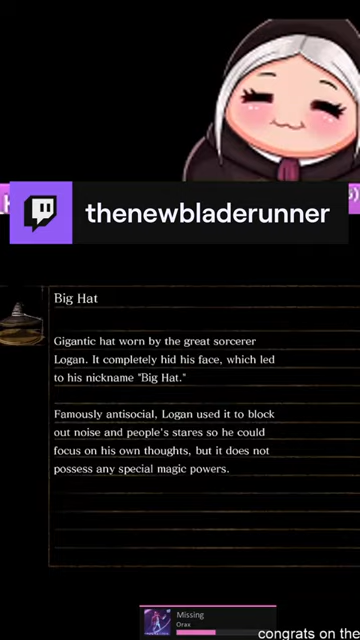 thenewbladerunner
Big Hat
Gigantic hat worn by the great sorcerer
Logan. It completely hid his face, which led
to his nickname "Big Hat."
Famously antisocial, Logan used it to block
out noise and people's stares so he could
focus on his own thoughts, but it does not
possess any special magic powers.
Missing
Orax
congrats on the